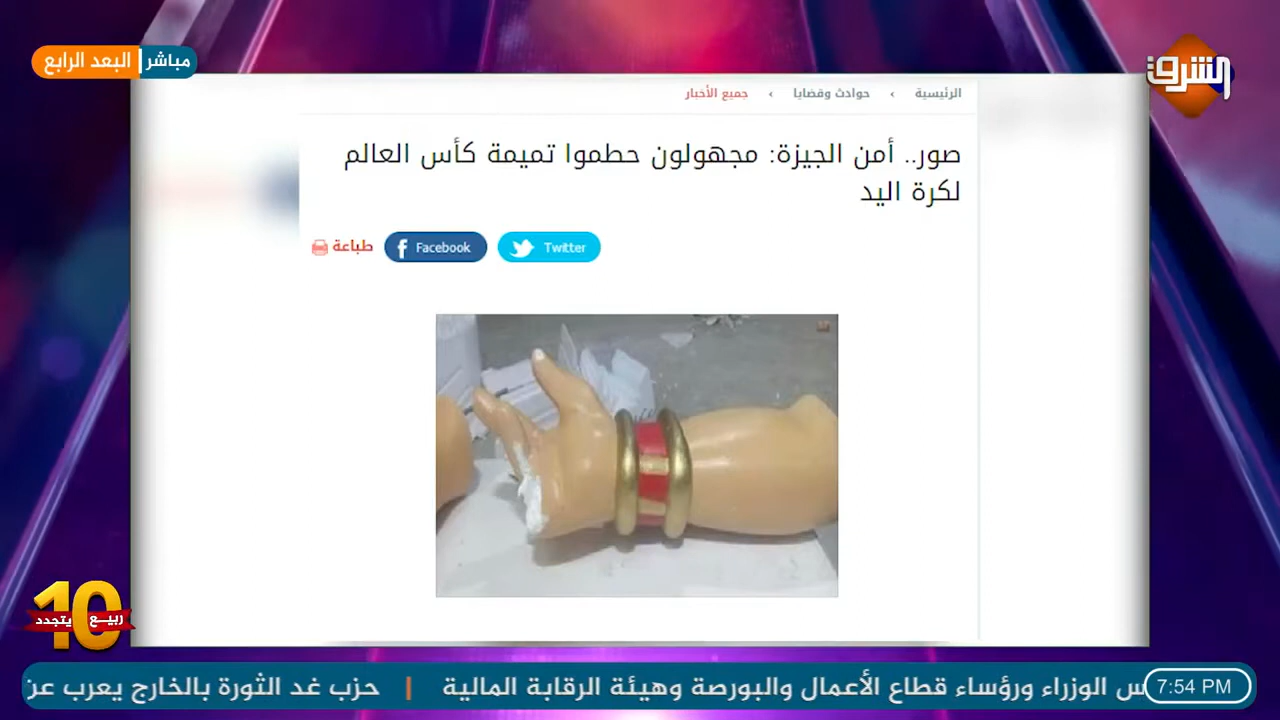 مباشر
البعد الرابع
الشرق
الرئيسية › حوادث وقضايا › جميع الأخبار
صور.. أمن الجيزة: مجهولون حطموا تميمة كأس العالم
لكرة اليد
Twitter
Facebook
طباعة
10
ربيع يتجدد
الوزراء ورؤساء قطاع الأعمال والبورصة وهيئة الرقابة المالية | حزب غد الثورة بالخارج يعرب عن
7:54 PM